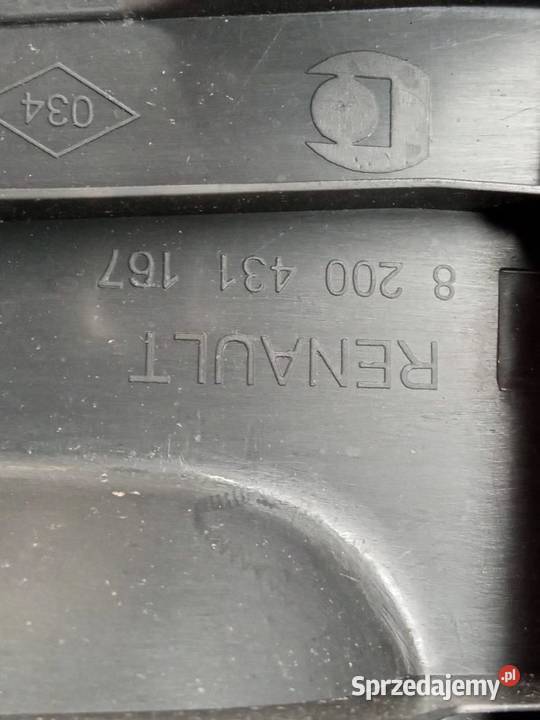 RENAULT
8 200 431 167
034
Sprzedajemy.pl